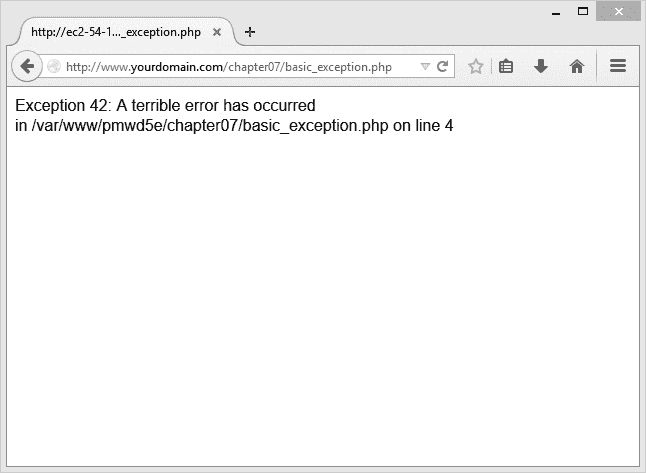 http://ec2-54-1..._exception.php
http://www.yourdomain.com/chapter07/basic_exception.php
Exception 42: A terrible error has occurred
in /var/www/pmwd5e/chapter07/basic_exception.php on line 4